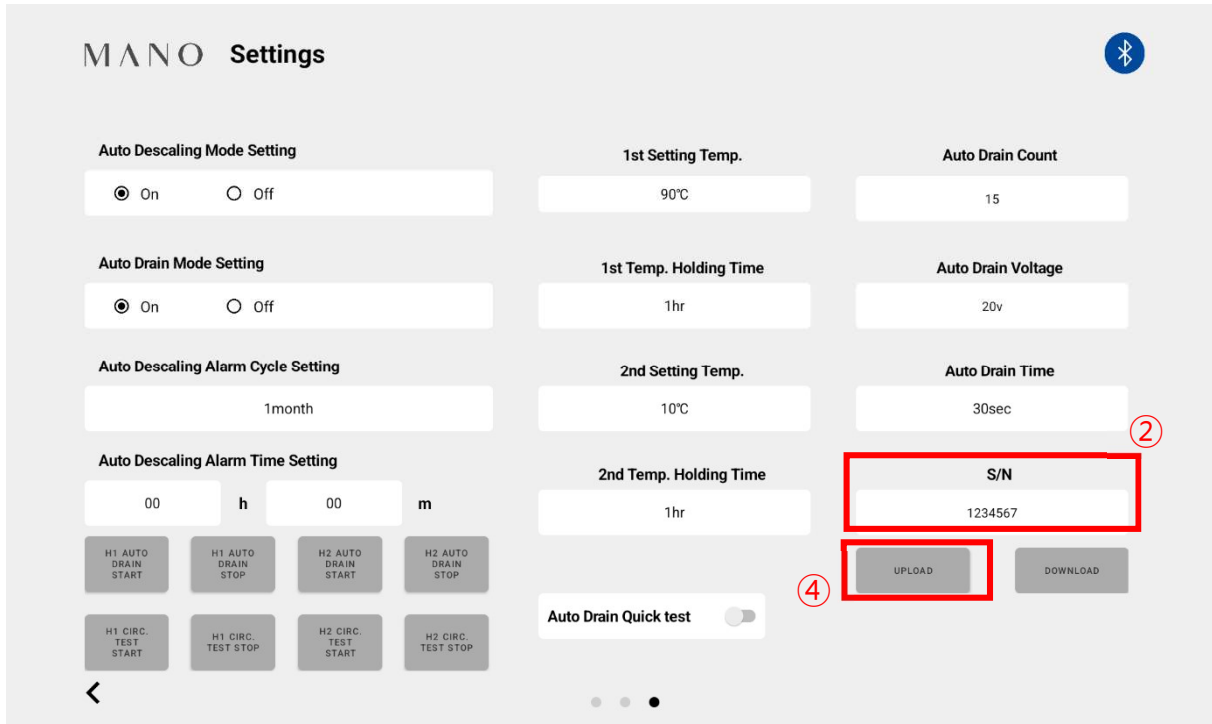 MANO Settings
Auto Descaling Mode Setting
On Off
Auto Drain Mode Setting
On Off
Auto Descaling Alarm Cycle Setting
1month
Auto Descaling Alarm Time Setting
00 h 00 m
H1 AUTO
DRAIN
START
H1 AUTO
DRAIN
STOP
H2 AUTO
DRAIN
START
H2 AUTO
DRAIN
STOP
H1 CIRC.
TEST
START
H1 CIRC.
TEST STOP
H2 CIRC.
TEST
START
H2 CIRC.
TEST STOP
1st Setting Temp.
90℃
1st Temp. Holding Time
1hr
2nd Setting Temp.
10℃
2nd Temp. Holding Time
1hr
Auto Drain Quick test
Auto Drain Count
15
Auto Drain Voltage
20v
Auto Drain Time
30sec
②
S/N
1234567
④
UPLOAD
DOWNLOAD